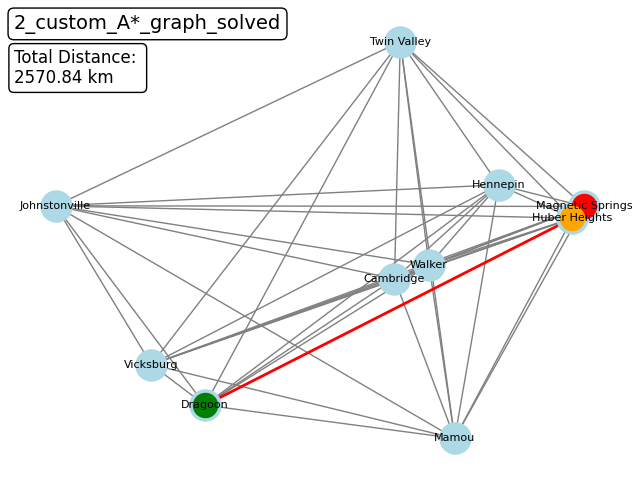 2_custom_A*_graph_solved
Total Distance:
2570.84 km
Twin Valley
Hennepin
Johnstonville
Magnetic Springs
Huber Heights
Walker
Cambridge
Vicksburg
Dragoon
Mamou